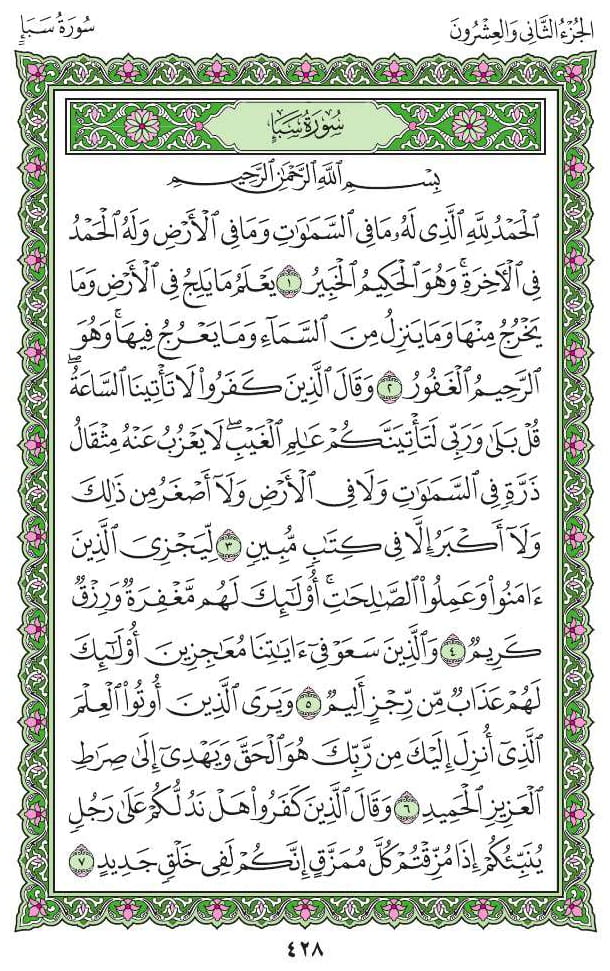 الجُزْءُ الثَّانِي وَالعِشْرُونَ
سُورَةُ سَبَإٍ
سُورَةُ سَبَإٍ
بِسْمِ ٱللَّهِ ٱلرَّحْمَٰنِ ٱلرَّحِيمِ
ٱلْحَمْدُ لِلَّهِ ٱلَّذِى لَهُۥ مَا فِى ٱلسَّمَٰوَٰتِ وَمَا فِى ٱلْأَرْضِ وَلَهُ ٱلْحَمْدُ
فِى ٱلْءَاخِرَةِۚ وَهُوَ ٱلْحَكِيمُ ٱلْخَبِيرُ ١ يَعْلَمُ مَا يَلِجُ فِى ٱلْأَرْضِ وَمَا
يَخْرُجُ مِنْهَا وَمَا يَنزِلُ مِنَ ٱلسَّمَآءِ وَمَا يَعْرُجُ فِيهَاۚ وَهُوَ
ٱلرَّحِيمُ ٱلْغَفُورُ ٢ وَقَالَ ٱلَّذِينَ كَفَرُوا۟ لَا تَأْتِينَا ٱلسَّاعَةُۖ
قُلْ بَلَىٰ وَرَبِّى لَتَأْتِيَنَّكُمْ عَٰلِمِ ٱلْغَيْبِۖ لَا يَعْزُبُ عَنْهُ مِثْقَالُ
ذَرَّةٍ فِى ٱلسَّمَٰوَٰتِ وَلَا فِى ٱلْأَرْضِ وَلَآ أَصْغَرُ مِن ذَٰلِكَ
وَلَآ أَكْبَرُ إِلَّا فِى كِتَٰبٍ مُّبِينٍ ٣ لِّيَجْزِىَ ٱلَّذِينَ
ءَامَنُوا۟ وَعَمِلُوا۟ ٱلصَّٰلِحَٰتِۚ أُو۟لَٰٓئِكَ لَهُم مَّغْفِرَةٌ وَرِزْقٌ
كَرِيمٌ ٤ وَٱلَّذِينَ سَعَوْ فِىٓ ءَايَٰتِنَا مُعَٰجِزِينَ أُو۟لَٰٓئِكَ
لَهُمْ عَذَابٌ مِّن رِّجْزٍ أَلِيمٌ ٥ وَيَرَى ٱلَّذِينَ أُوتُوا۟ ٱلْعِلْمَ
ٱلَّذِىٓ أُنزِلَ إِلَيْكَ مِن رَّبِّكَ هُوَ ٱلْحَقَّ وَيَهْدِىٓ إِلَىٰ صِرَٰطِ
ٱلْعَزِيزِ ٱلْحَمِيدِ ٦ وَقَالَ ٱلَّذِينَ كَفَرُوا۟ هَلْ نَدُلُّكُمْ عَلَىٰ رَجُلٍ
يُنَبِّئُكُمْ إِذَا مُزِّقْتُمْ كُلَّ مُمَزَّقٍ إِنَّكُمْ لَفِى خَلْقٍ جَدِيدٍ ٧
٤٢٨